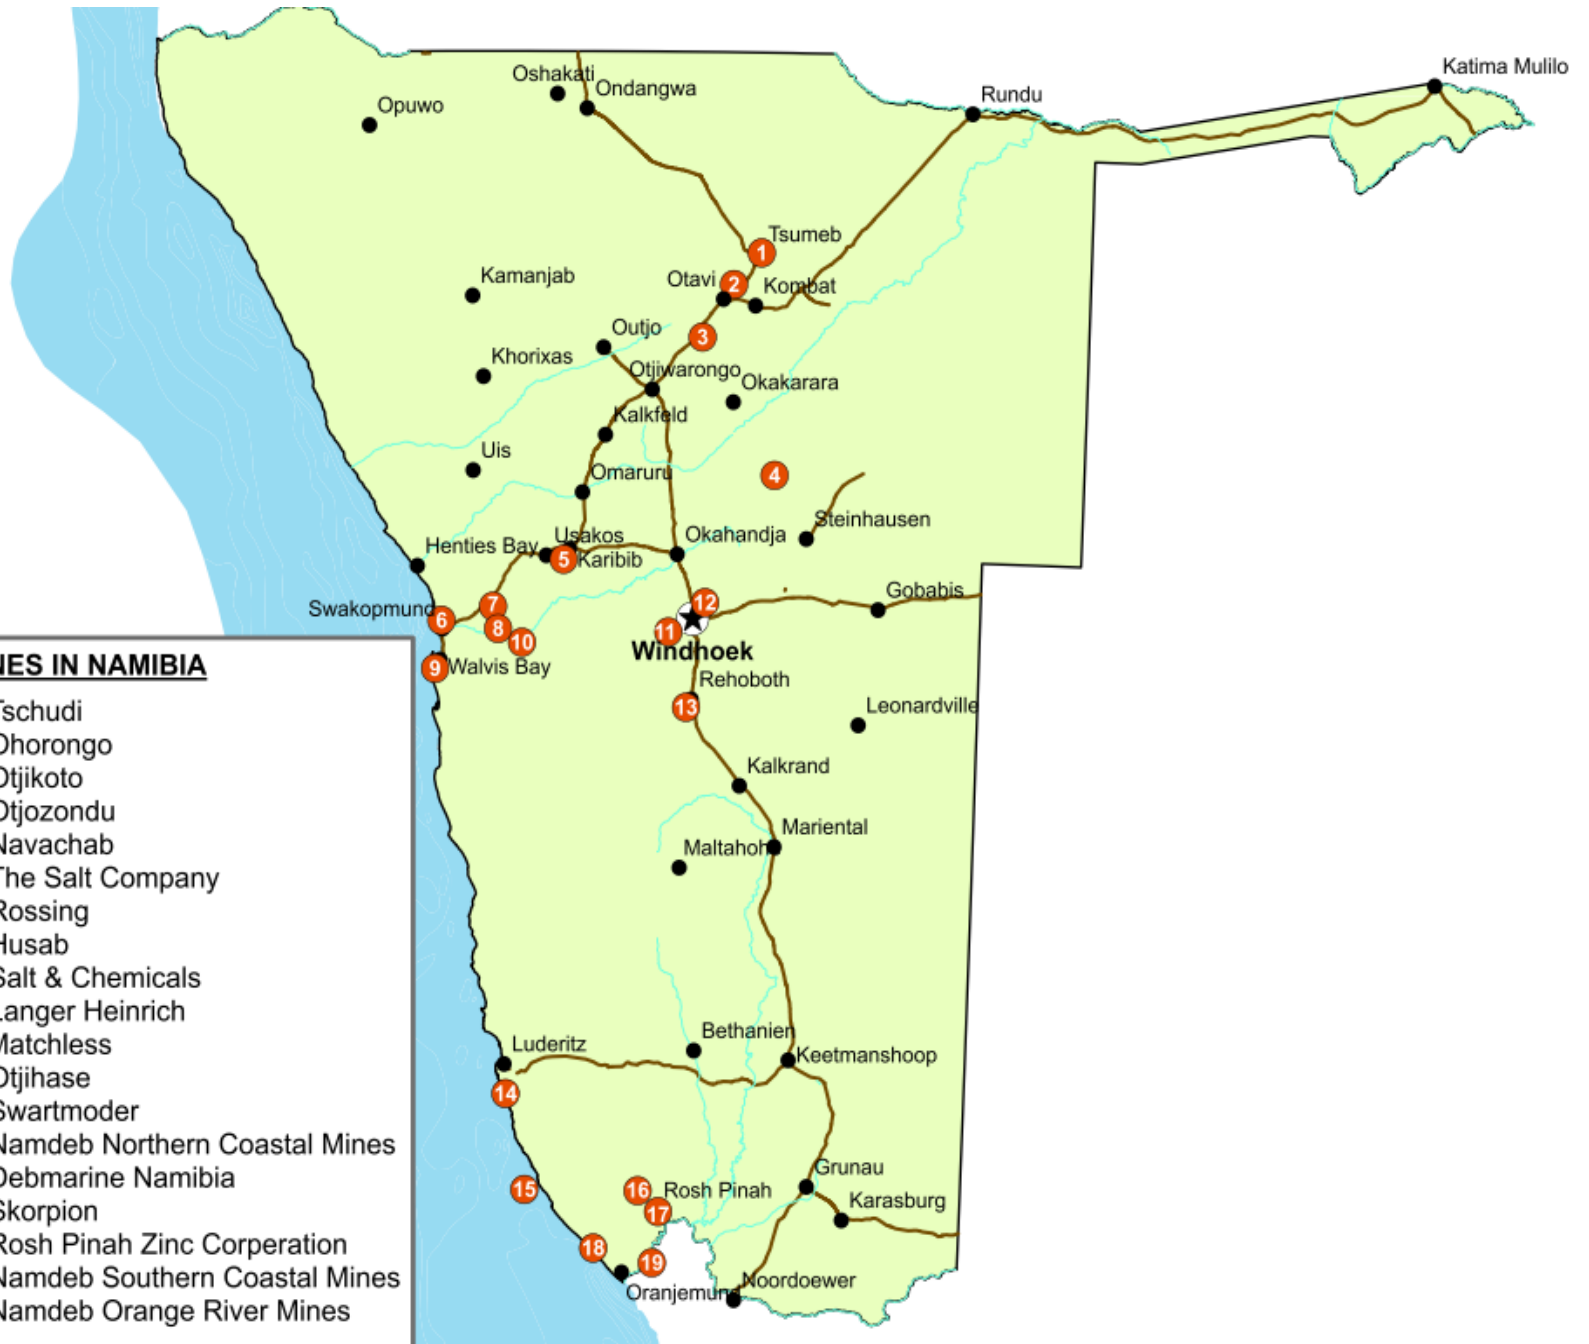 Katima Mulilo
Oshakati
Ondangwa
Rundu
Opuwo
Tsumeb
1
Otavi
2
Kombat
Kamanjab
Outjo
3
Khorixas
Otjiwarongo
Okakarara
Kalkfeld
Uis
Omaruru
4
Steinhausen
Usakos
Okahandja
Henties Bay
5
Karibib
Gobabis
Swakopmund
6
7
8
10
12
11
Windhoek
9
Walvis Bay
Rehoboth
13
Leonardville
Kalkrand
Mariental
Maltahoh
Luderitz
Bethanien
Keetmanshoop
14
Grunau
15
16
Rosh Pinah
17
Karasburg
18
19
Oranjemund
Noordoewer
NES IN NAMIBIA
Tschudi
Ohorongo
Otjikoto
Otjozondu
Navachab
The Salt Company
Rossing
Husab
Salt & Chemicals
Langer Heinrich
Matchless
Otjihase
Swartmoder
Namdeb Northern Coastal Mines
Debmarine Namibia
Skorpion
Rosh Pinah Zinc Corperation
Namdeb Southern Coastal Mines
Namdeb Orange River Mines